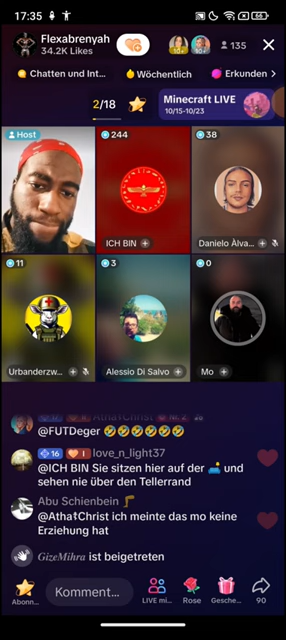 17:35
66
Flexabrenyah
34.2K Likes
135
Chatten und Int...
Wöchentlich
Erkunden
2/18
Minecraft LIVE
10/15-10/23
Host
244
38
ICH BIN
Danielo Àlva...
11
3
0
Urbanderzw...
Alessio Di Salvo
Mo
@FUTDeger 🤣🤣🤣🤣🤣🤣
16 1 love_n_light37
@ICH BIN Sie sitzen hier auf der 🛋️ und
sehen nie über den Tellerrand
Abu Schienbein 🦵
@Atha☦Christ ich meinte das mo keine
Erziehung hat
GizeMihra ist beigetreten
Abonn...
Komment...
LIVE mi...
Rose
Gesche...
90